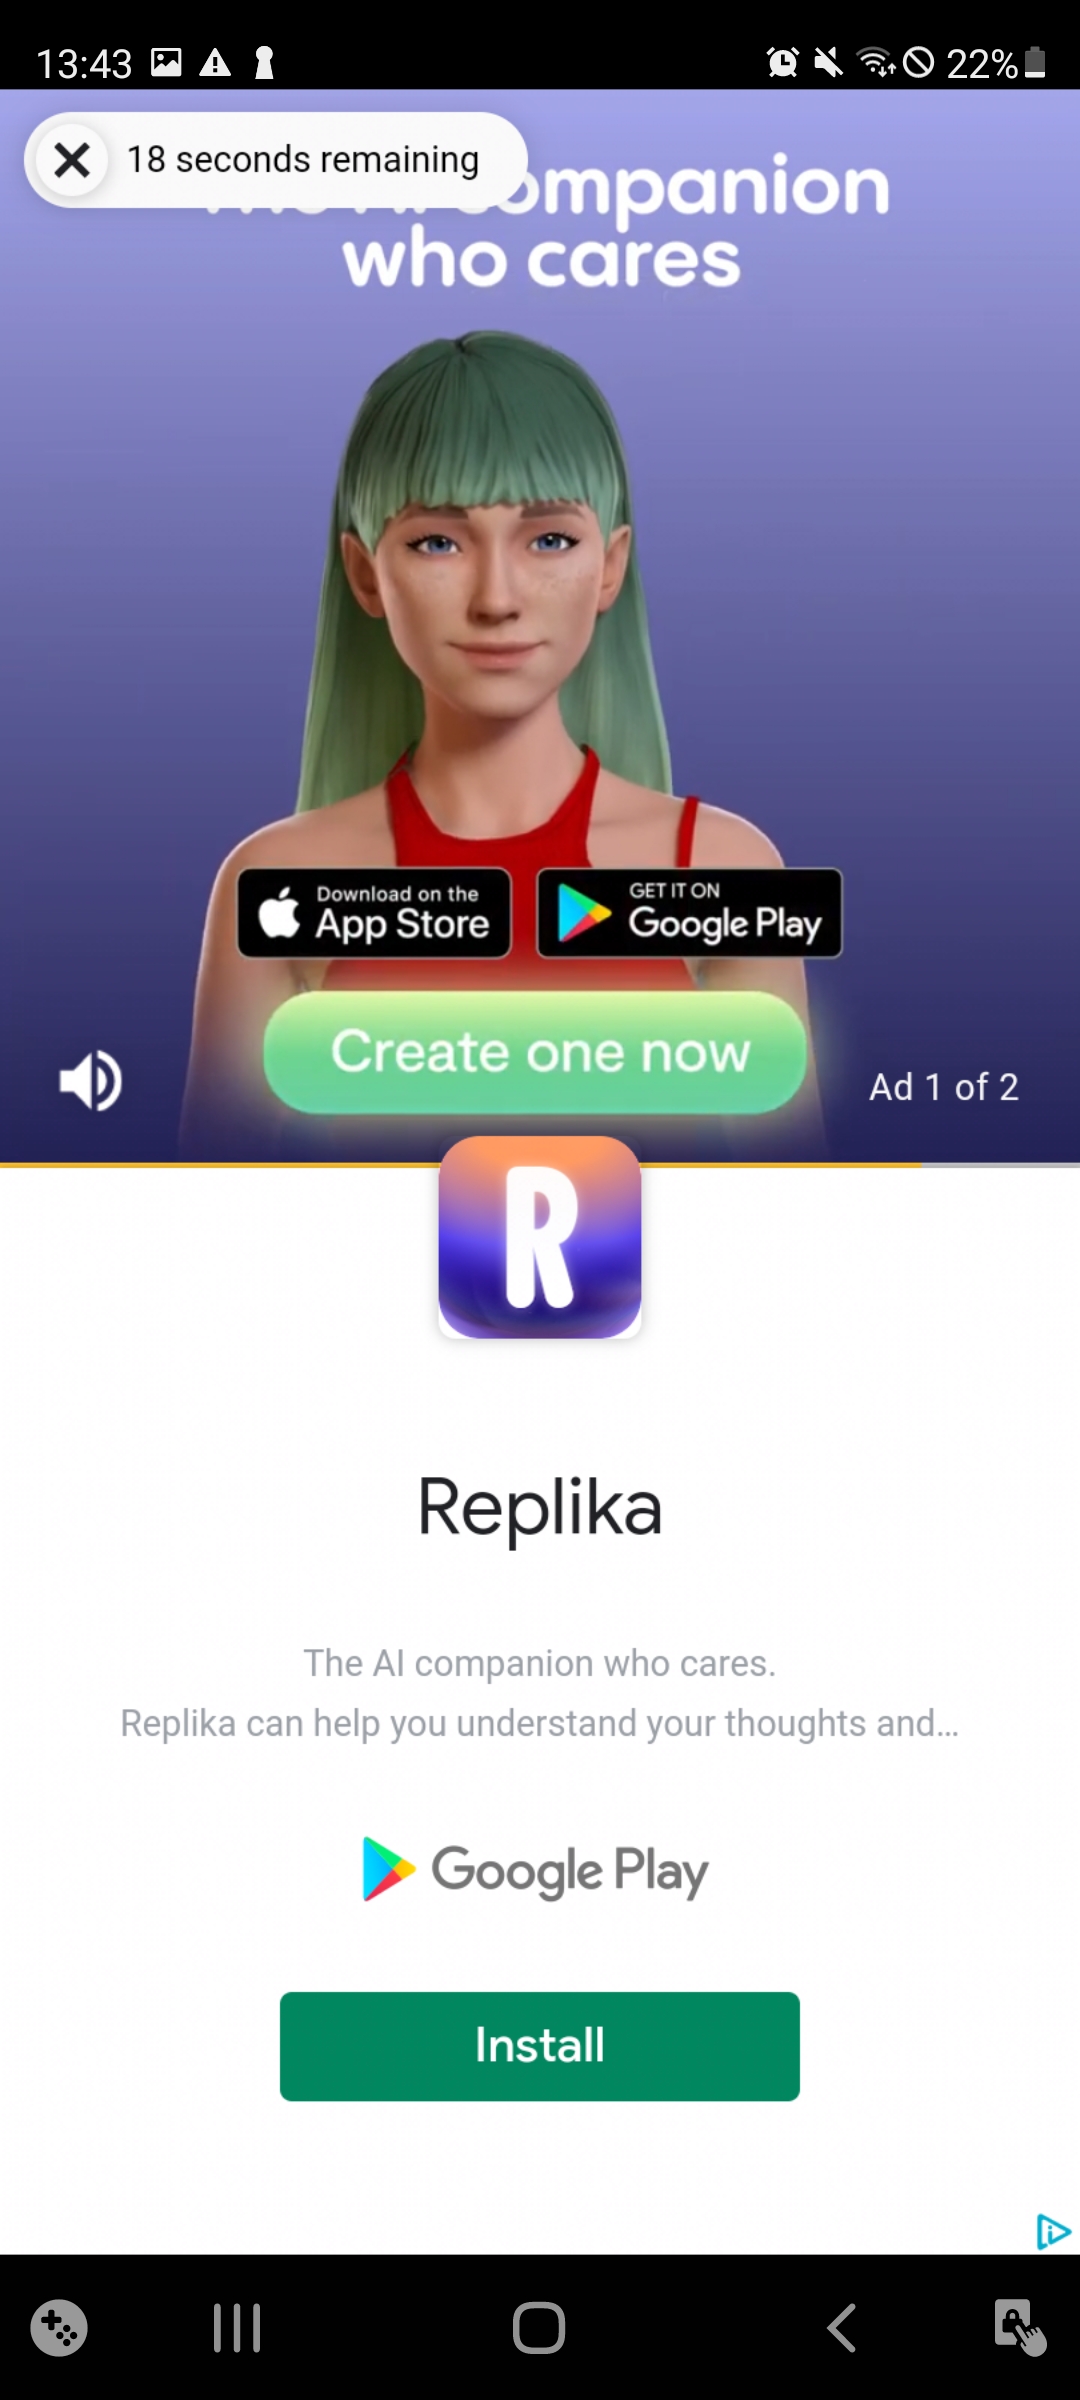 13:43
22%
18 seconds remaining
companion
who cares
Download on the
App Store
GET IT ON
Google Play
Create one now
Ad 1 of 2
R
Replika
The AI companion who cares.
Replika can help you understand your thoughts and...
Google Play
Install